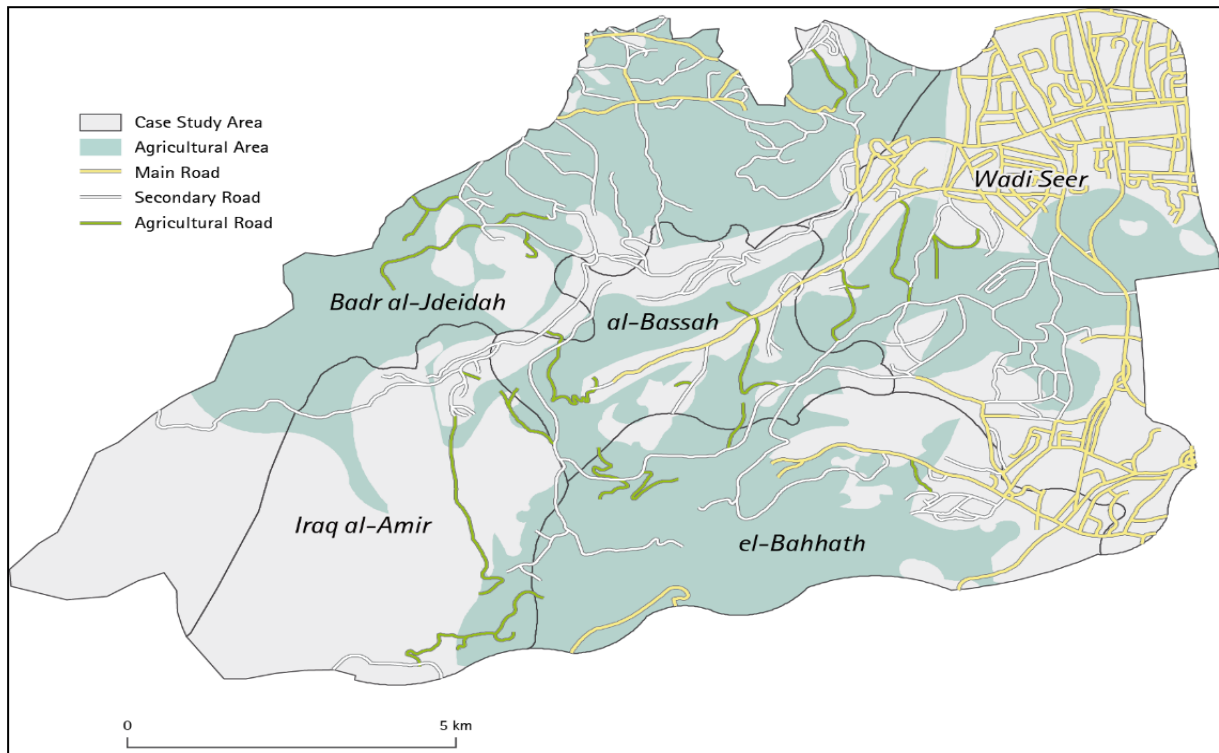 Case Study Area
Agricultural Area
Main Road
Secondary Road
Agricultural Road
Wadi Seer
Badr al-Jdeidah
al-Bassah
Iraq al-Amir
el-Bahhath
0
5 km